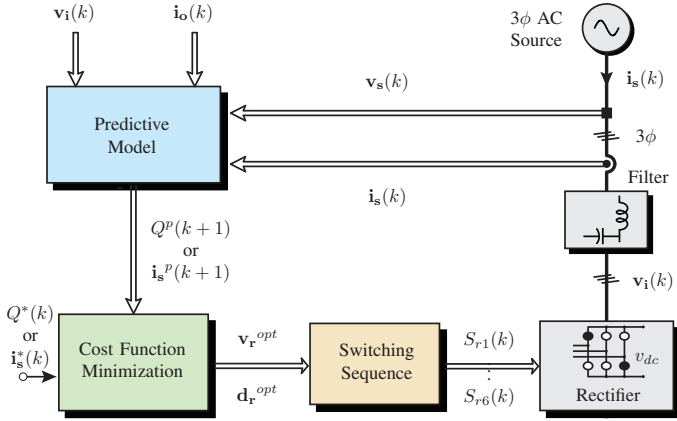 v_i(k)
i_o(k)
3ϕ AC
Source
v_s(k)
i_s(k)
Predictive
Model
3ϕ
i_s(k)
Filter
Q^p(k+1)
or
i_s^p(k+1)
v_i(k)
Q*(k)
or
i_s*(k)
Cost Function
Minimization
v_r^opt
d_r^opt
Switching
Sequence
S_r1(k)
:
S_r6(k)
v_dc
Rectifier